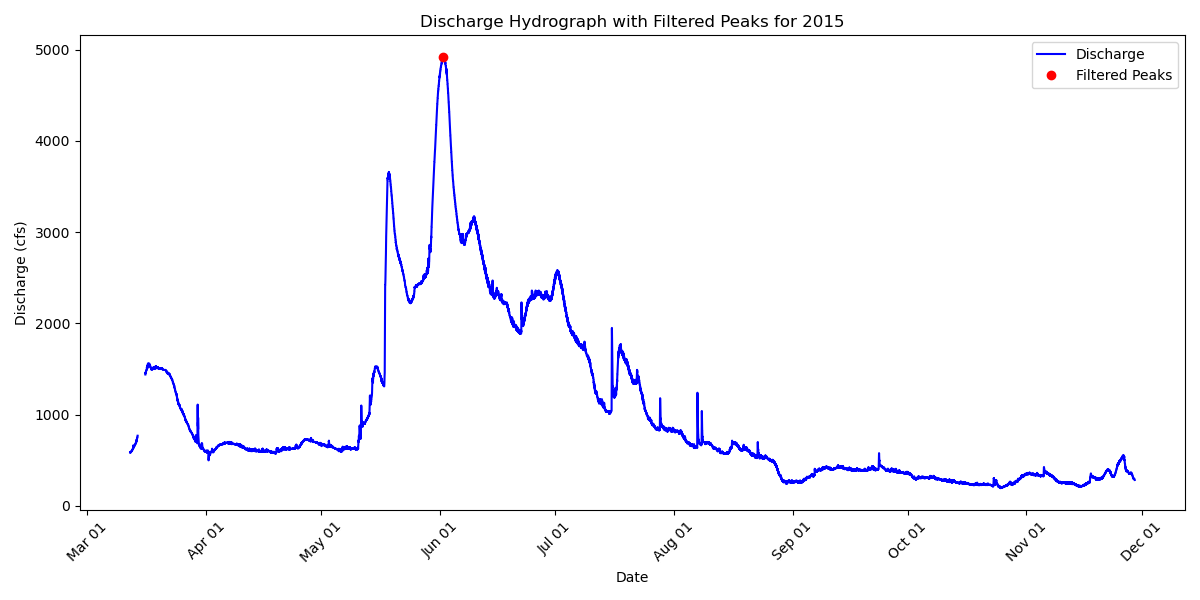 Discharge Hydrograph with Filtered Peaks for 2015
Discharge
Filtered Peaks
5000
4000
3000
2000
1000
0
Discharge (cfs)
Mar 01
Apr 01
May 01
Jun 01
Jul 01
Aug 01
Sep 01
Oct 01
Nov 01
Dec 01
Date